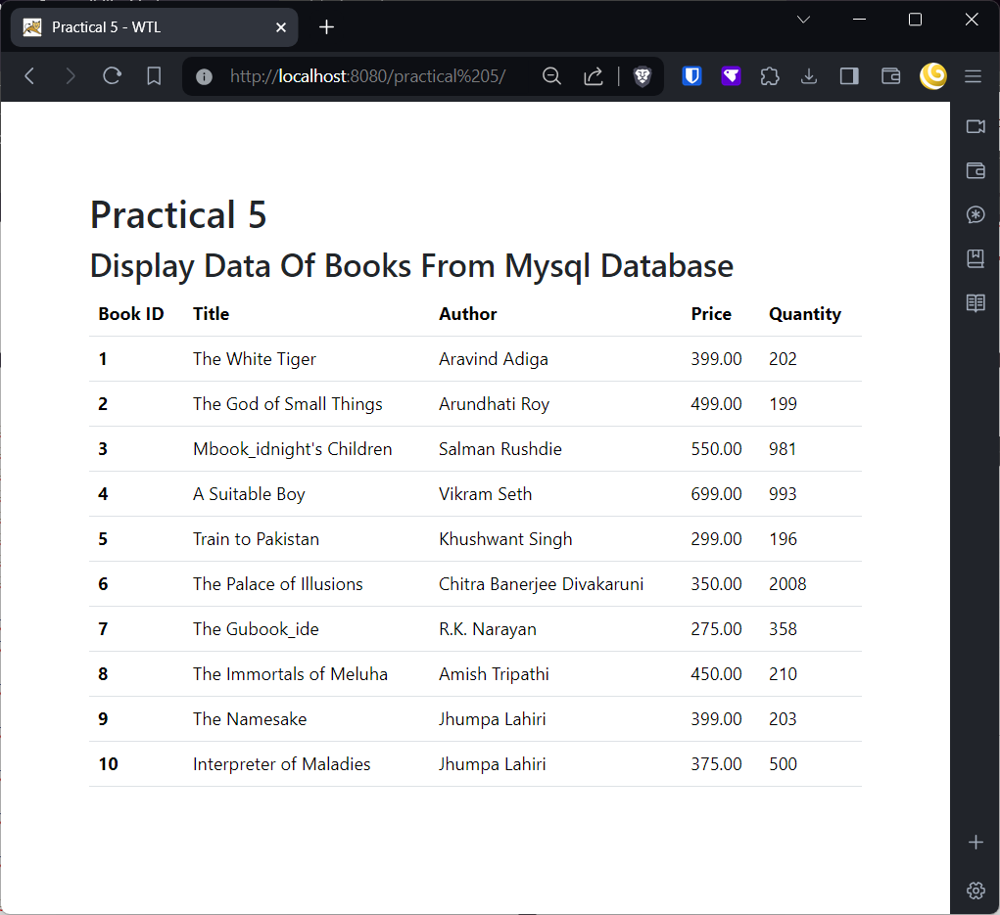 Practical 5 - WTL
http://localhost:8080/practical%205/
Practical 5
Display Data Of Books From Mysql Database
Book ID Title Author Price Quantity
1 The White Tiger Aravind Adiga 399.00 202
2 The God of Small Things Arundhati Roy 499.00 199
3 Mbook_idnight's Children Salman Rushdie 550.00 981
4 A Suitable Boy Vikram Seth 699.00 993
5 Train to Pakistan Khushwant Singh 299.00 196
6 The Palace of Illusions Chitra Banerjee Divakaruni 350.00 2008
7 The Gubook_ide R.K. Narayan 275.00 358
8 The Immortals of Meluha Amish Tripathi 450.00 210
9 The Namesake Jhumpa Lahiri 399.00 203
10 Interpreter of Maladies Jhumpa Lahiri 375.00 500